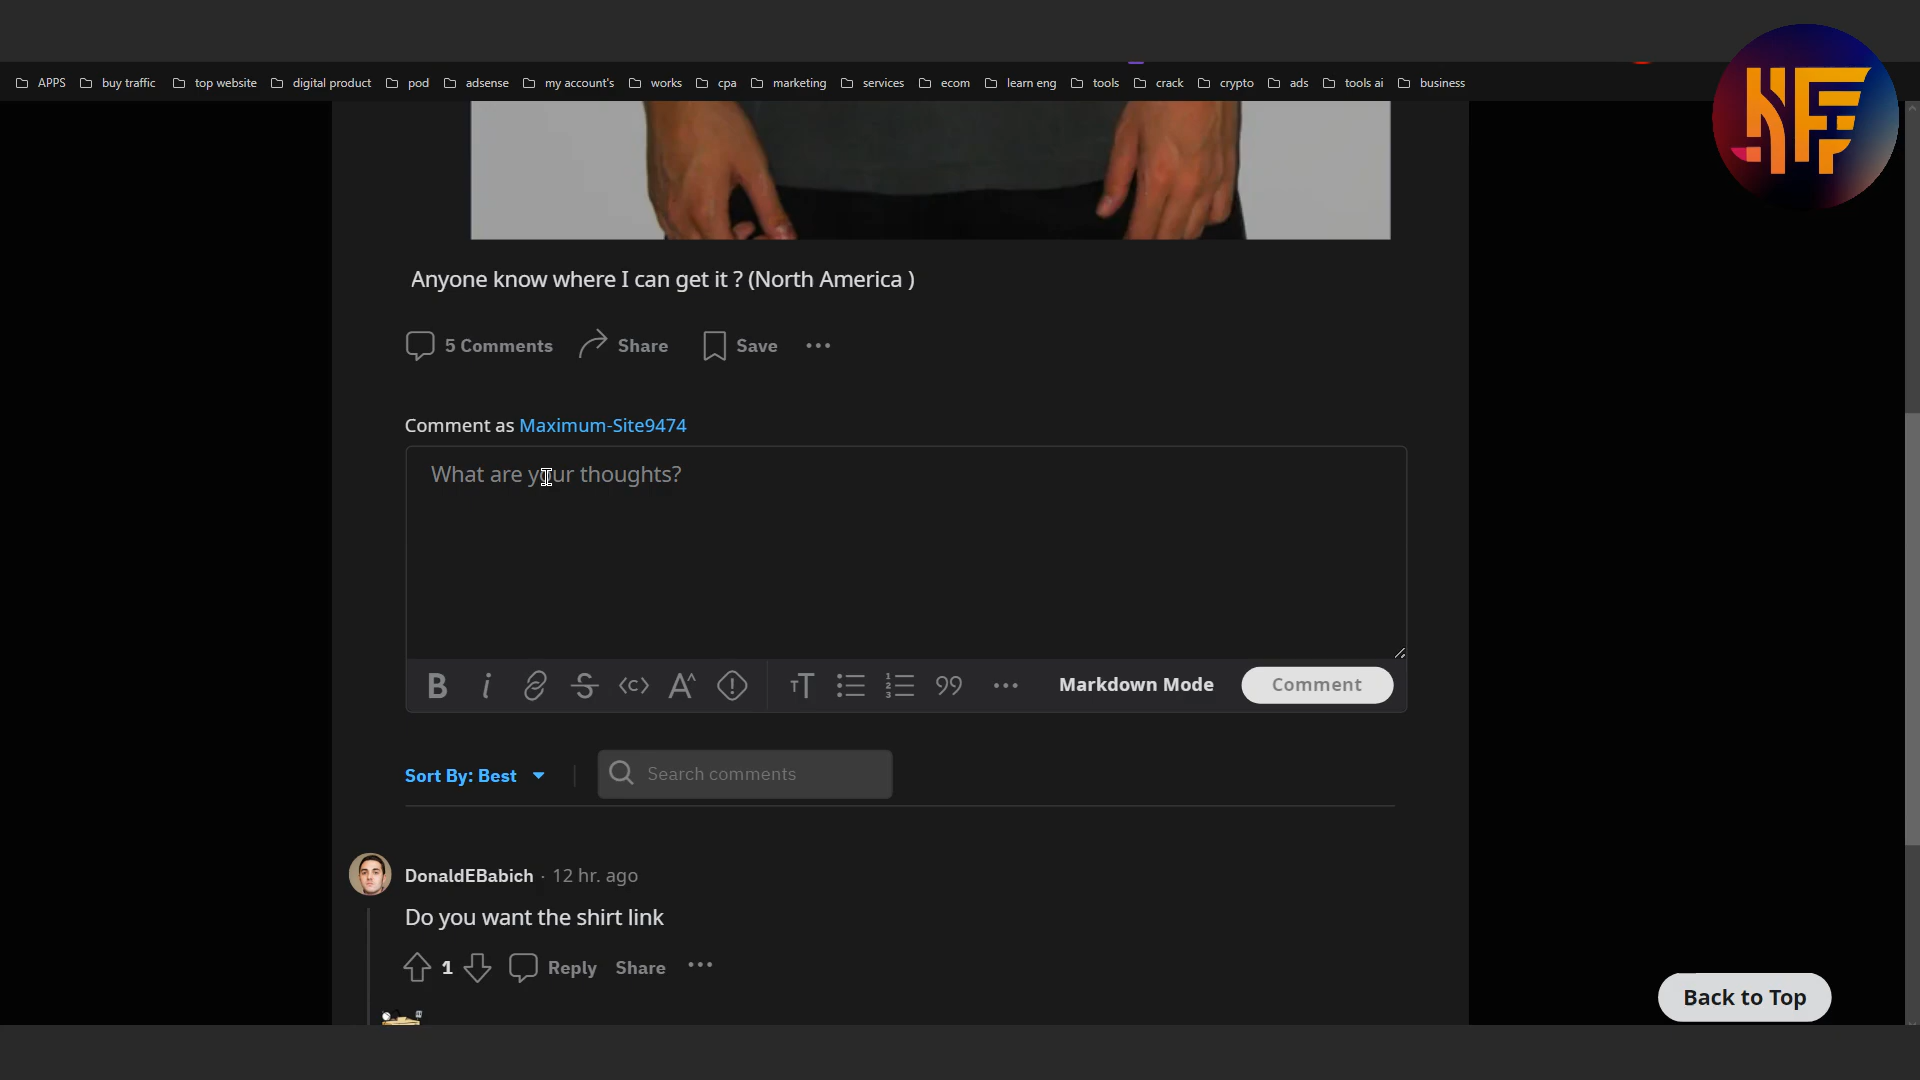 APPS buy traffic top website digital product pod adsense my account's works cpa marketing services ecom learn eng tools crack crypto ads tools ai business
Anyone know where I can get it ? (North America )
5 Comments Share Save
Comment as Maximum-Site9474
What are your thoughts?
Markdown Mode Comment
Sort By: Best Search comments
DonaldEBabich · 12 hr. ago
Do you want the shirt link
1 Reply Share
Back to Top